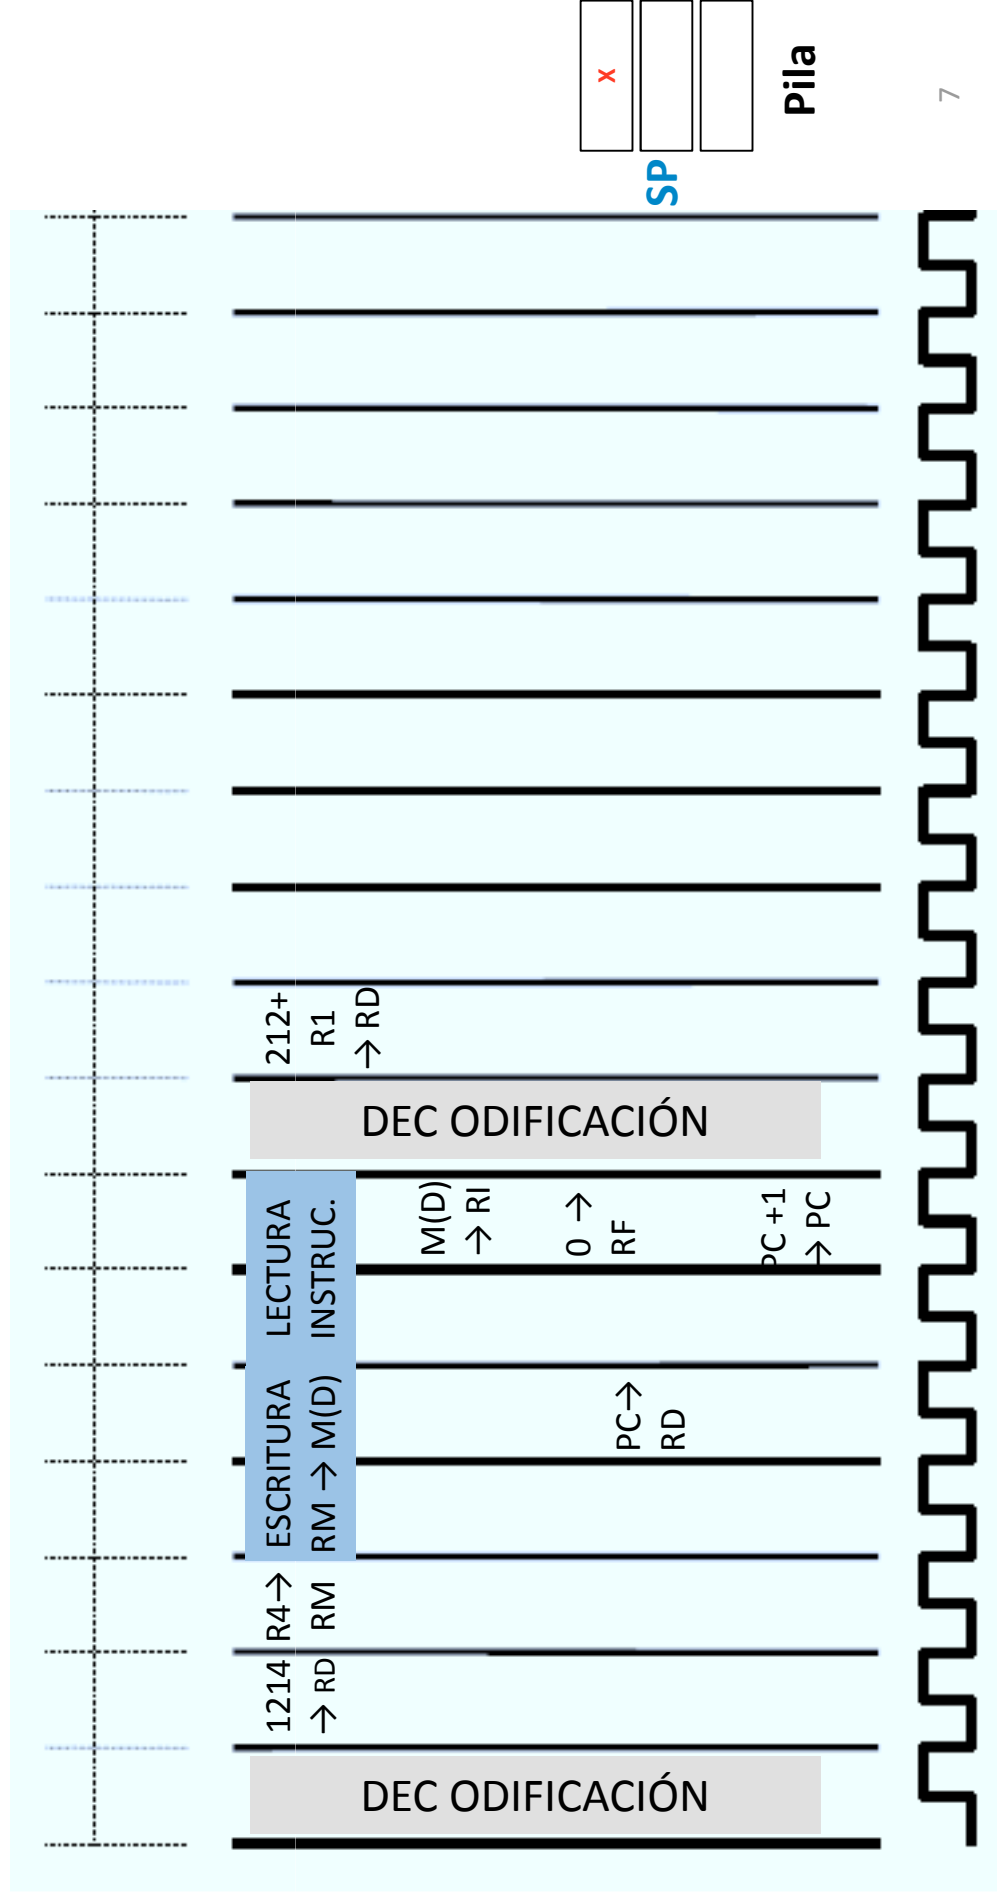 DEC ODIFICACIÓN
1214
→ RD
R4→
RM
ESCRITURA
RM → M(D)
PC→
RD
LECTURA
INSTRUC.
M(D)
→ RI
0 →
RF
PC +1
→ PC
DEC ODIFICACIÓN
212+
R1
→ RD
SP
X
Pila
7